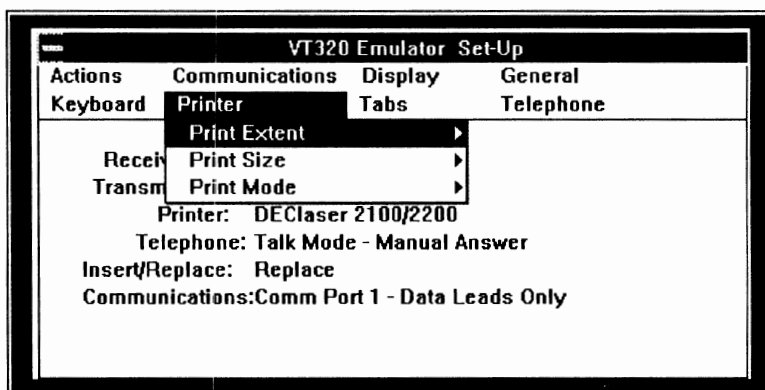 VT320 Emulator Set-Up
Actions Communications Display General
Keyboard Printer Tabs Telephone
Print Extent
Print Size
Print Mode
Printer: DEClaser 2100/2200
Telephone: Talk Mode - Manual Answer
Insert/Replace: Replace
Communications:Comm Port 1 - Data Leads Only